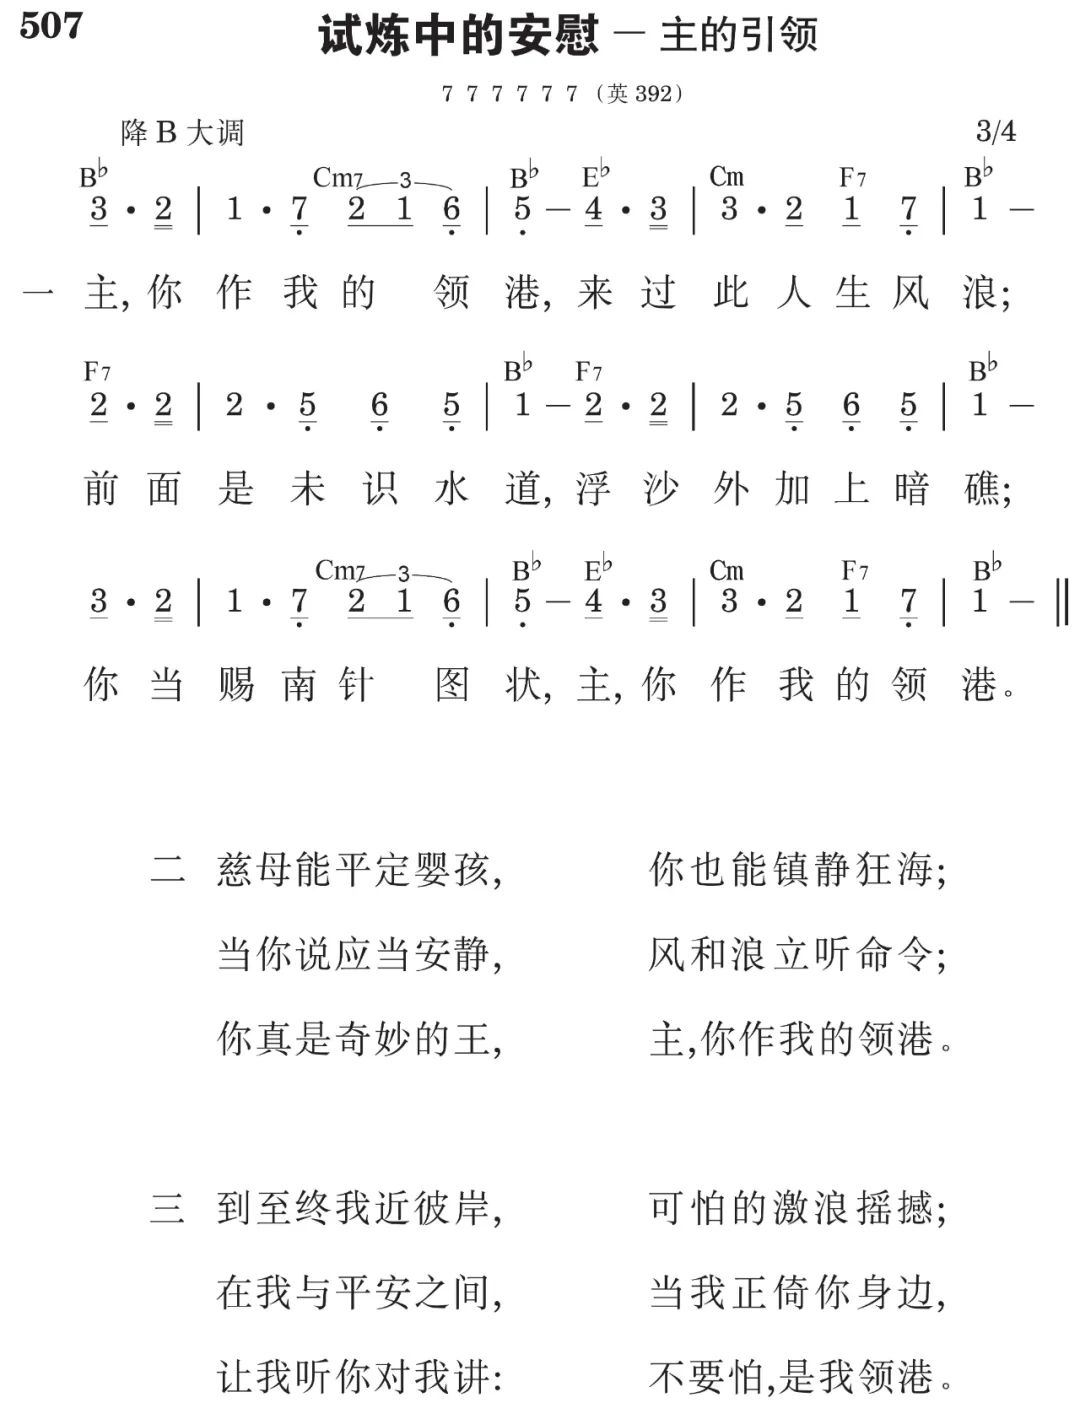 507 试炼中的安慰 — 主的引领
7 7 7 7 7 7 (英 392)
降 B 大调 3/4
B♭ Cm7 3 B♭ E♭ Cm F7 B♭
3 · 2 | 1 · 7 2 1 6 | 5 – 4 · 3 | 3 · 2 1 7 | 1 –
一 主, 你 作 我 的 领 港, 来 过 此 人 生 风 浪;
F7 B♭ F7 B♭
2 · 2 | 2 · 5 6 5 | 1 – 2 · 2 | 2 · 5 6 5 | 1 –
前 面 是 未 识 水 道, 浮 沙 外 加 上 暗 礁;
Cm7 3 B♭ E♭ Cm F7 B♭
3 · 2 | 1 · 7 2 1 6 | 5 – 4 · 3 | 3 · 2 1 7 | 1 – ‖
你 当 赐 南 针 图 状, 主, 你 作 我 的 领 港。
二 慈母能平定婴孩, 你也能镇静狂海;
当你说应当安静, 风和浪立听命令;
你真是奇妙的王, 主,你作我的领港。
三 到至终我近彼岸, 可怕的激浪摇撼;
在我与平安之间, 当我正倚你身边,
让我听你对我讲: 不要怕,是我领港。